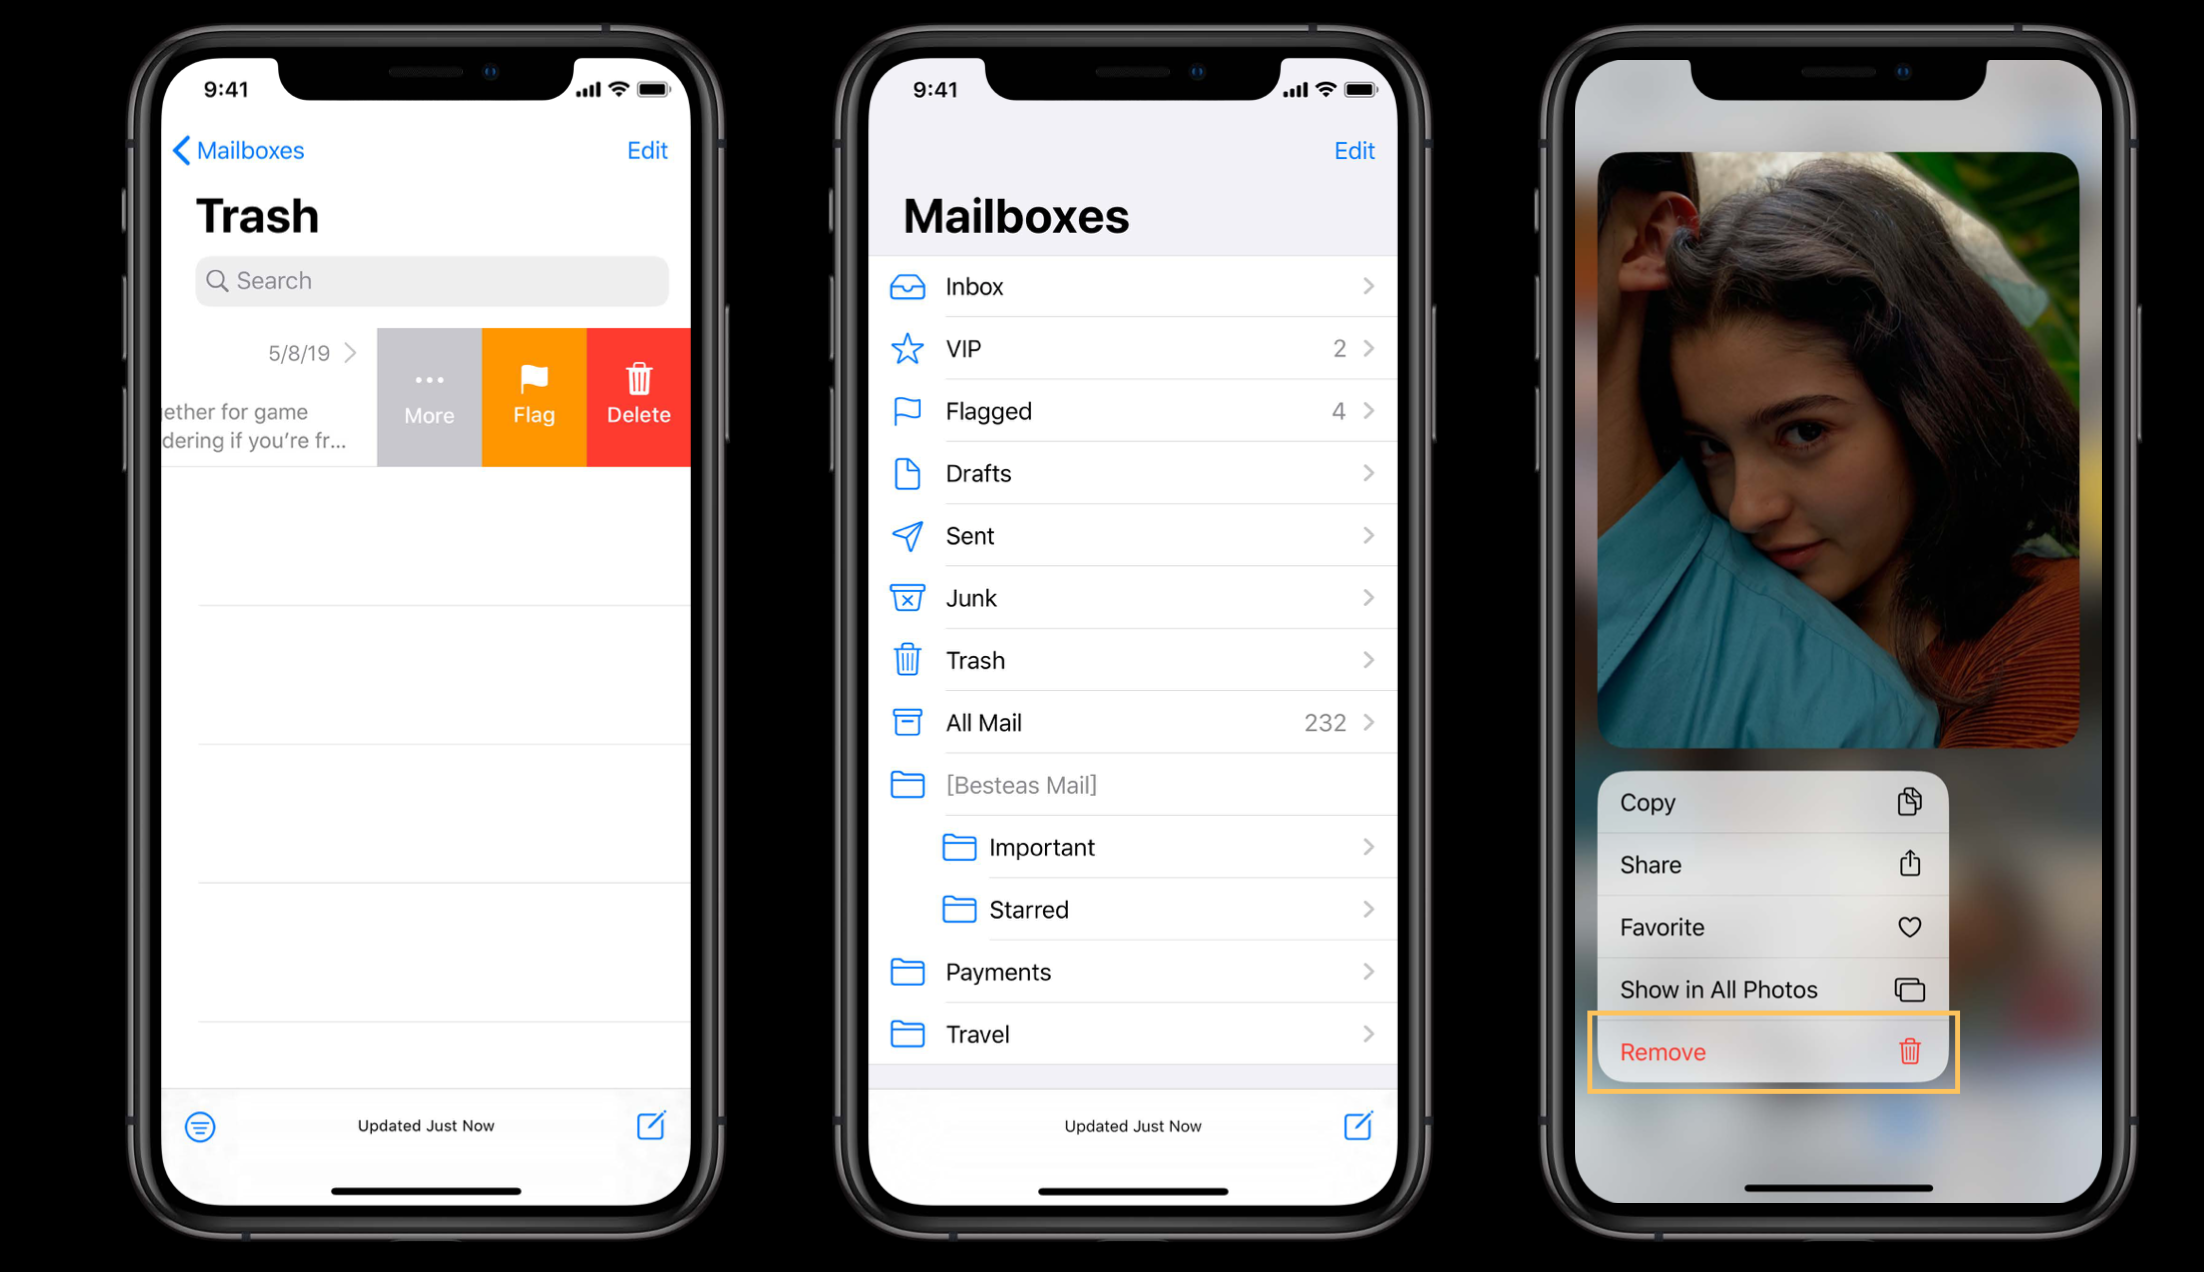 9:41
Mailboxes
Edit
Trash
Search
5/8/19
ether for game
dering if you're fr...
More
Flag
Delete
Updated Just Now
9:41
Edit
Mailboxes
Inbox
VIP 2
Flagged 4
Drafts
Sent
Junk
Trash
All Mail 232
[Besteas Mail]
Important
Starred
Payments
Travel
Updated Just Now
Copy
Share
Favorite
Show in All Photos
Remove